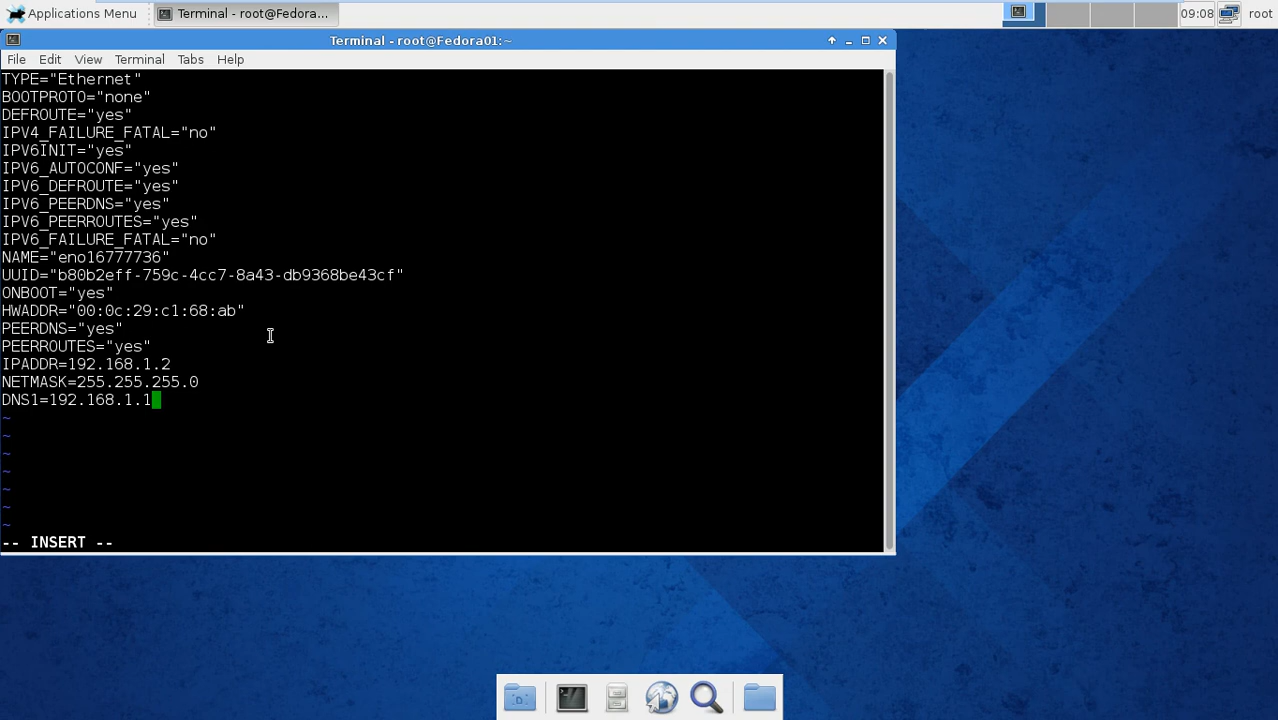 Applications Menu
Terminal - root@Fedora...
09:08
root
Terminal - root@Fedora01:~
File Edit View Terminal Tabs Help
TYPE="Ethernet"
BOOTPROTO="none"
DEFROUTE="yes"
IPV4_FAILURE_FATAL="no"
IPV6INIT="yes"
IPV6_AUTOCONF="yes"
IPV6_DEFROUTE="yes"
IPV6_PEERDNS="yes"
IPV6_PEERROUTES="yes"
IPV6_FAILURE_FATAL="no"
NAME="eno16777736"
UUID="b80b2eff-759c-4cc7-8a43-db9368be43cf"
ONBOOT="yes"
HWADDR="00:0c:29:c1:68:ab"
PEERDNS="yes"
PEERROUTES="yes"
IPADDR=192.168.1.2
NETMASK=255.255.255.0
DNS1=192.168.1.1
~
~
~
~
~
~
~
-- INSERT --